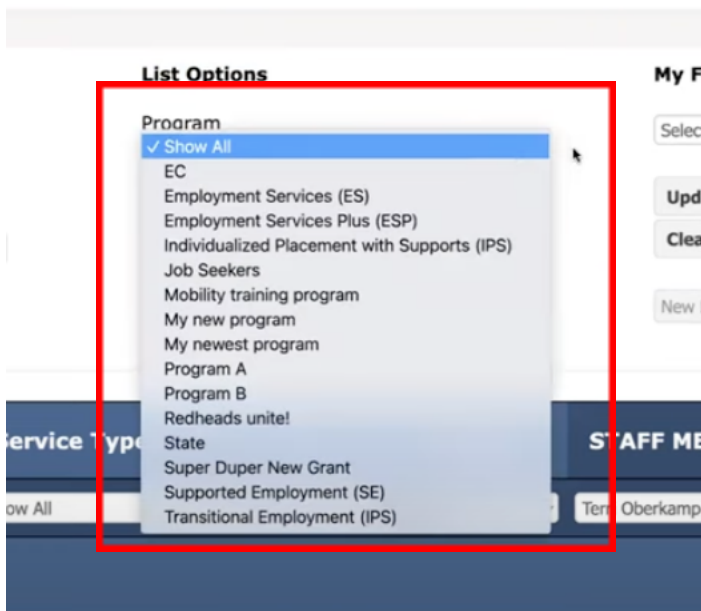 List Options
My F
Program
Selec
✓ Show All
EC
Employment Services (ES)
Upd
Employment Services Plus (ESP)
Individualized Placement with Supports (IPS)
Clea
Job Seekers
Mobility training program
New
My new program
My newest program
Program A
Program B
Redheads unite!
ervice Type
STAFF ME
State
Super Duper New Grant
Supported Employment (SE)
ow All
Oberkamp
Transitional Employment (IPS)